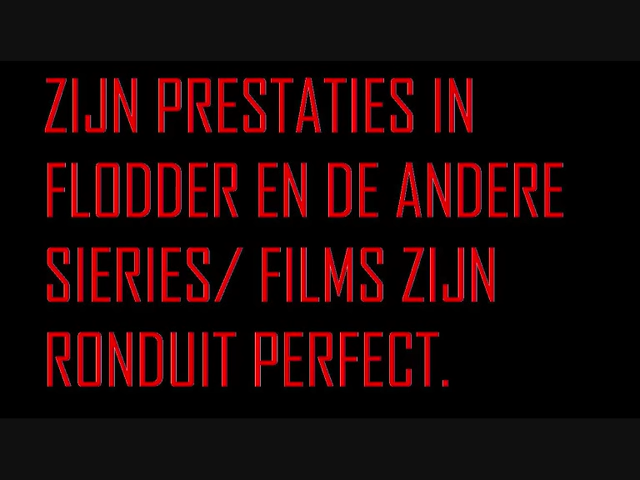 ZIJN PRESTATIES IN
FLODDER EN DE ANDERE
SIERIES/ FILMS ZIJN
RONDUIT PERFECT.